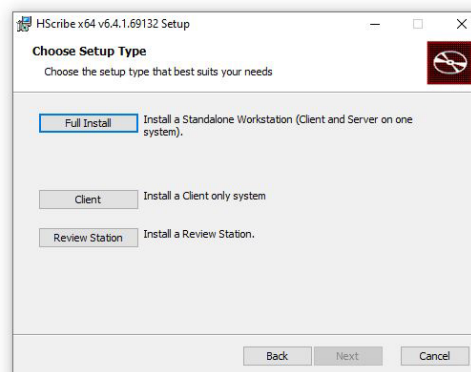 HScribe x64 v6.4.1.69132 Setup
Choose Setup Type
Choose the setup type that best suits your needs
Full Install
Install a Standalone Workstation (Client and Server on one
system).
Client
Install a Client only system
Review Station
Install a Review Station.
Back
Next
Cancel